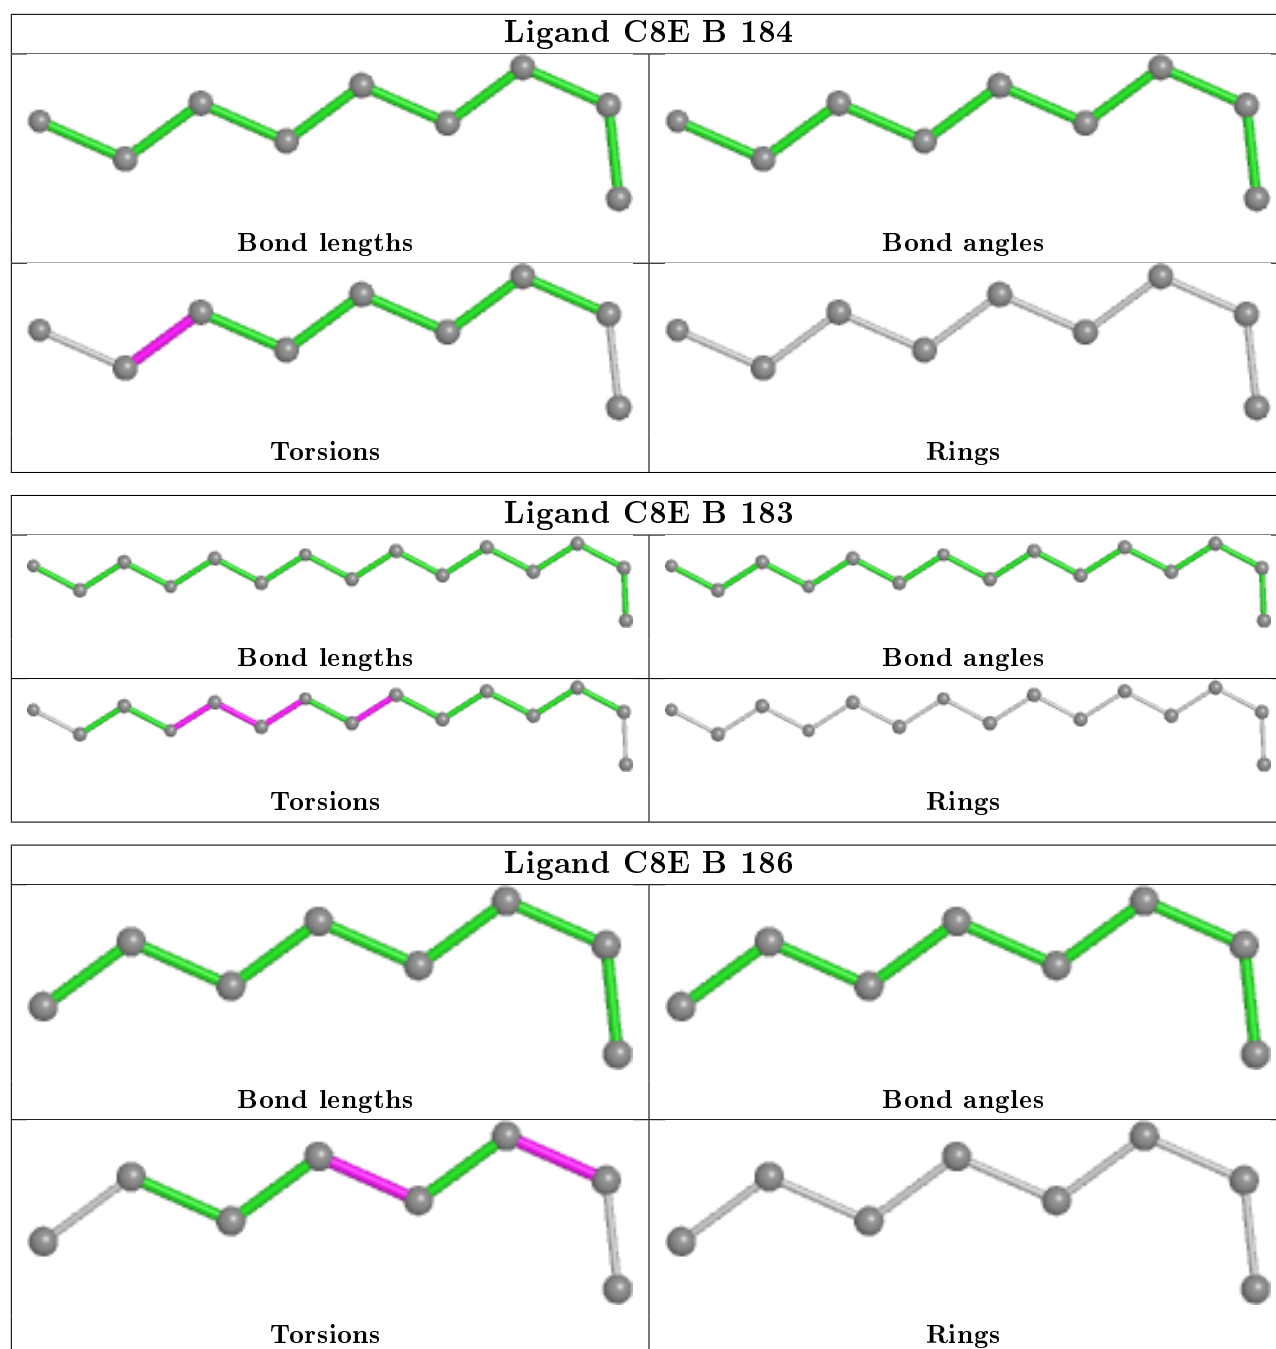 Ligand C8E B 184
Bond lengths
Bond angles
Torsions
Rings
Ligand C8E B 183
Bond lengths
Bond angles
Torsions
Rings
Ligand C8E B 186
Bond lengths
Bond angles
Torsions
Rings